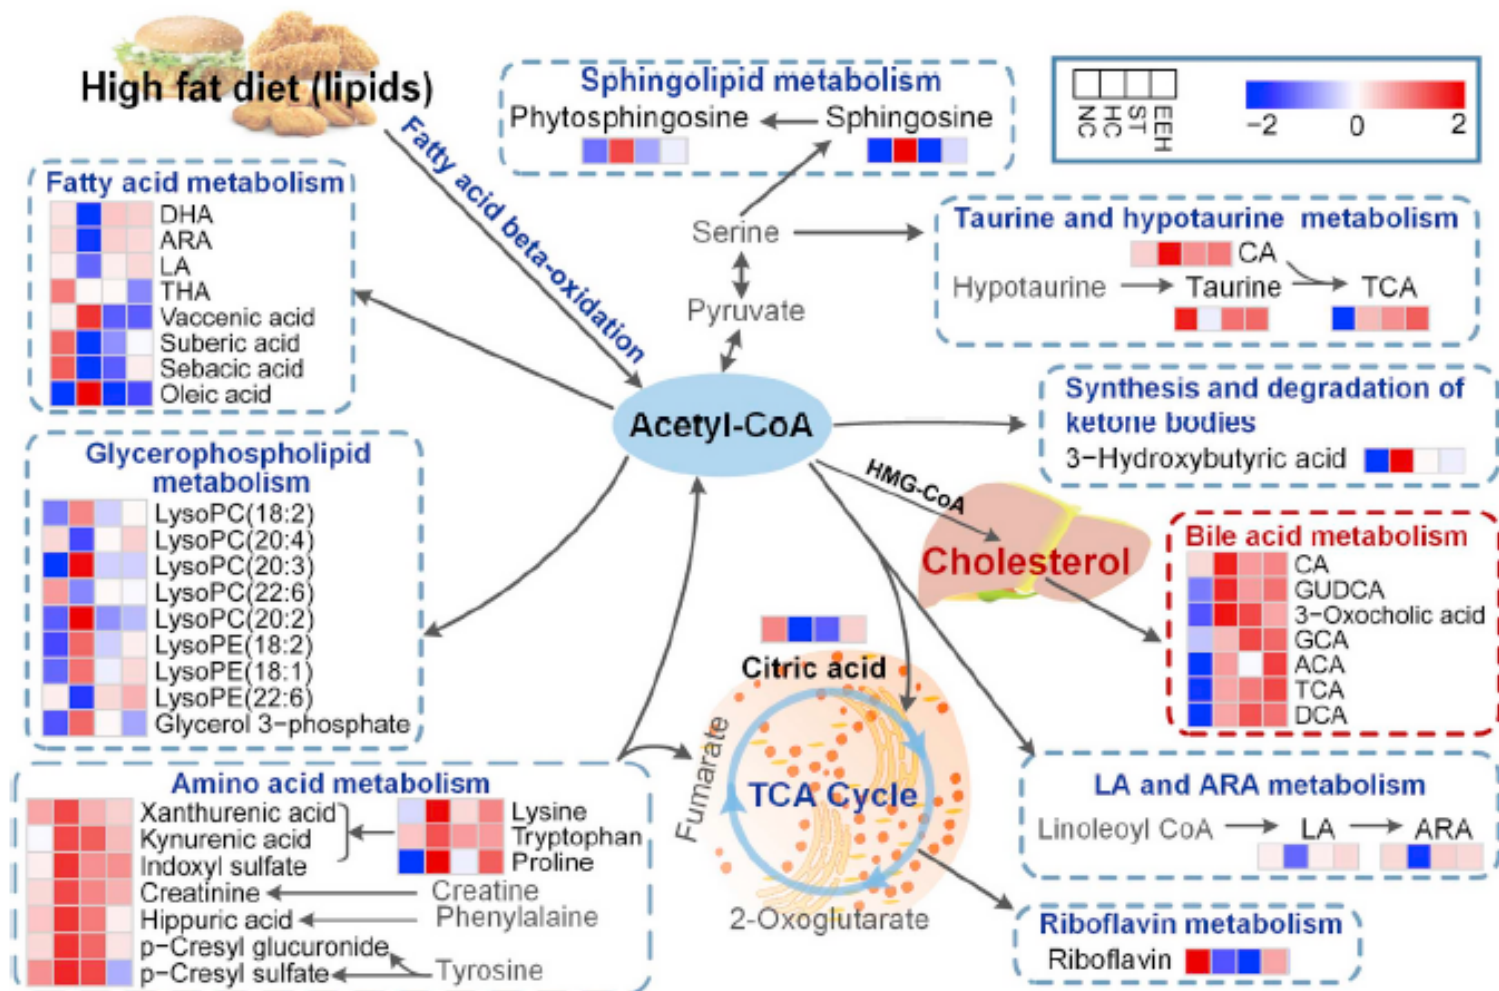 High fat diet (lipids)
Fatty acid beta-oxidation
Sphingolipid metabolism
Phytosphingosine
Sphingosine
NC
HC
ST
EEH
−2
0
2
Fatty acid metabolism
DHA
ARA
LA
THA
Vaccenic acid
Suberic acid
Sebacic acid
Oleic acid
Serine
Pyruvate
Acetyl-CoA
Taurine and hypotaurine metabolism
CA
Hypotaurine
Taurine
TCA
Synthesis and degradation of
ketone bodies
3−Hydroxybutyric acid
Glycerophospholipid
metabolism
LysoPC(18:2)
LysoPC(20:4)
LysoPC(20:3)
LysoPC(22:6)
LysoPC(20:2)
LysoPE(18:2)
LysoPE(18:1)
LysoPE(22:6)
Glycerol 3−phosphate
HMG-CoA
Cholesterol
Bile acid metabolism
CA
GUDCA
3−Oxocholic acid
GCA
ACA
TCA
DCA
Citric acid
TCA Cycle
Fumarate
2-Oxoglutarate
Amino acid metabolism
Xanthurenic acid
Kynurenic acid
Indoxyl sulfate
Creatinine
Hippuric acid
p−Cresyl glucuronide
p−Cresyl sulfate
Lysine
Tryptophan
Proline
Creatine
Phenylalaine
Tyrosine
LA and ARA metabolism
Linoleoyl CoA
LA
ARA
Riboflavin metabolism
Riboflavin